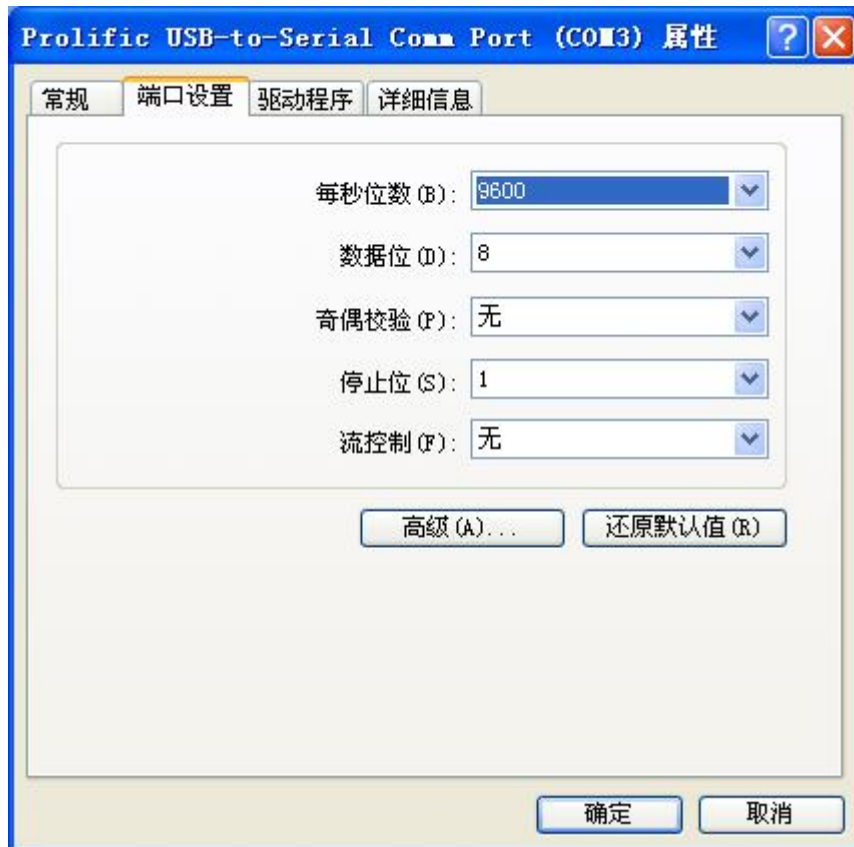 Prolific USB-to-Serial Comm Port (COM3) 属性
常规 端口设置 驱动程序 详细信息
每秒位数(B): 9600
数据位(D): 8
奇偶校验(P): 无
停止位(S): 1
流控制(F): 无
高级(A)... 还原默认值(R)
确定 取消